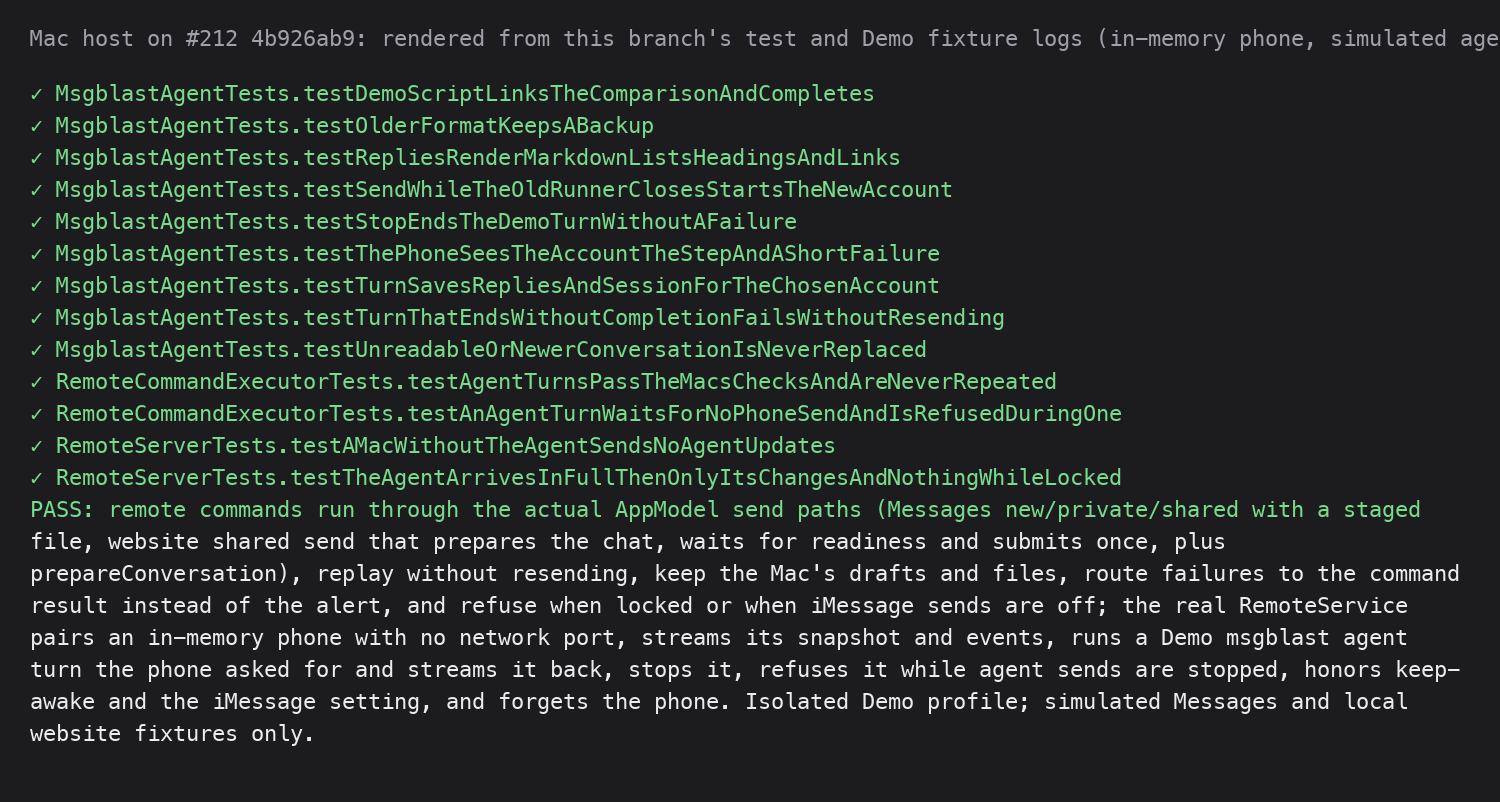 Mac host on #212 4b926ab9: rendered from this branch's test and Demo fixture logs (in-memory phone, simulated age
✓ MsgblastAgentTests.testDemoScriptLinksTheComparisonAndCompletes
✓ MsgblastAgentTests.testOlderFormatKeepsABackup
✓ MsgblastAgentTests.testRepliesRenderMarkdownListsHeadingsAndLinks
✓ MsgblastAgentTests.testSendWhileTheOldRunnerClosesStartsTheNewAccount
✓ MsgblastAgentTests.testStopEndsTheDemoTurnWithoutAFailure
✓ MsgblastAgentTests.testThePhoneSeesTheAccountTheStepAndAShortFailure
✓ MsgblastAgentTests.testTurnSavesRepliesAndSessionForTheChosenAccount
✓ MsgblastAgentTests.testTurnThatEndsWithoutCompletionFailsWithoutResending
✓ MsgblastAgentTests.testUnreadableOrNewerConversationIsNeverReplaced
✓ RemoteCommandExecutorTests.testAgentTurnsPassTheMacsChecksAndAreNeverRepeated
✓ RemoteCommandExecutorTests.testAnAgentTurnWaitsForNoPhoneSendAndIsRefusedDuringOne
✓ RemoteServerTests.testAMacWithoutTheAgentSendsNoAgentUpdates
✓ RemoteServerTests.testTheAgentArrivesInFullThenOnlyItsChangesAndNothingWhileLocked
PASS: remote commands run through the actual AppModel send paths (Messages new/private/shared with a staged
file, website shared send that prepares the chat, waits for readiness and submits once, plus
prepareConversation), replay without resending, keep the Mac's drafts and files, route failures to the command
result instead of the alert, and refuse when locked or when iMessage sends are off; the real RemoteService
pairs an in-memory phone with no network port, streams its snapshot and events, runs a Demo msgblast agent
turn the phone asked for and streams it back, stops it, refuses it while agent sends are stopped, honors keep-
awake and the iMessage setting, and forgets the phone. Isolated Demo profile; simulated Messages and local
website fixtures only.